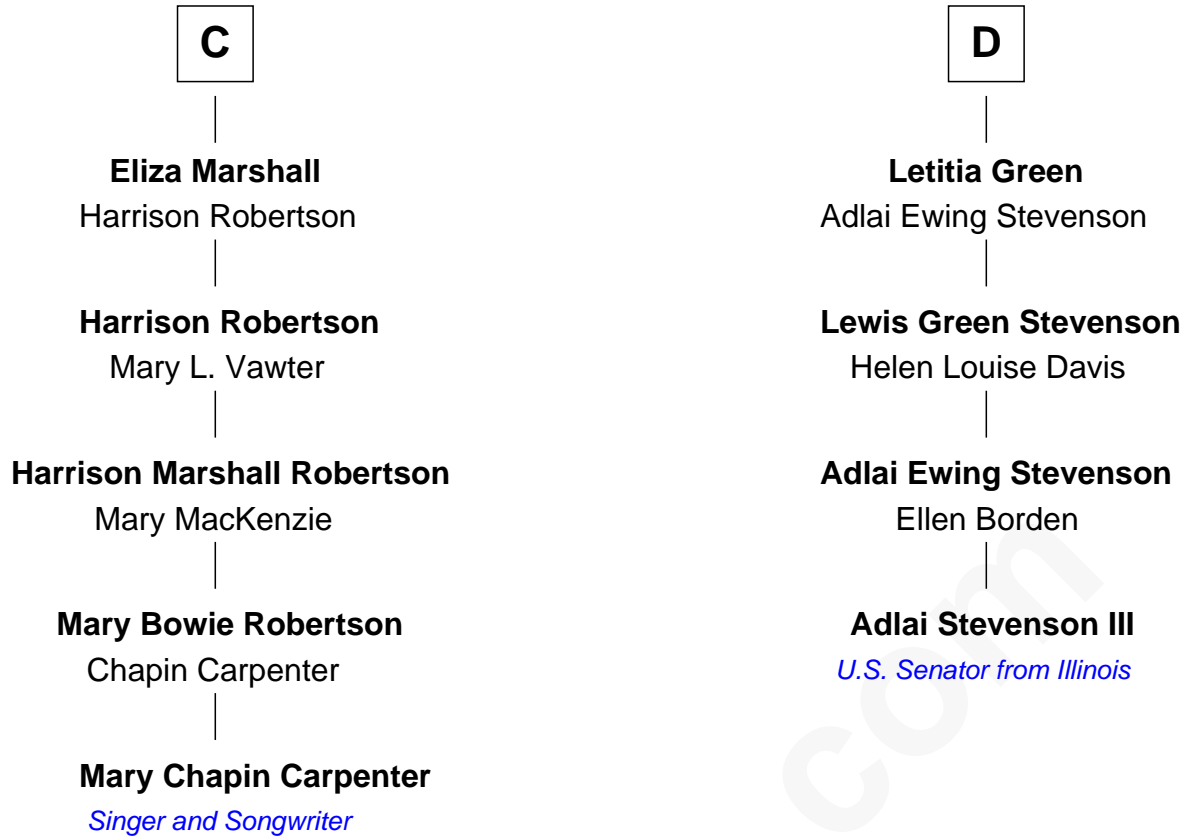 C
Eliza Marshall
Harrison Robertson
Harrison Robertson
Mary L. Vawter
Harrison Marshall Robertson
Mary MacKenzie
Mary Bowie Robertson
Chapin Carpenter
Mary Chapin Carpenter
Singer and Songwriter
D
Letitia Green
Adlai Ewing Stevenson
Lewis Green Stevenson
Helen Louise Davis
Adlai Ewing Stevenson
Ellen Borden
Adlai Stevenson III
U.S. Senator from Illinois
com